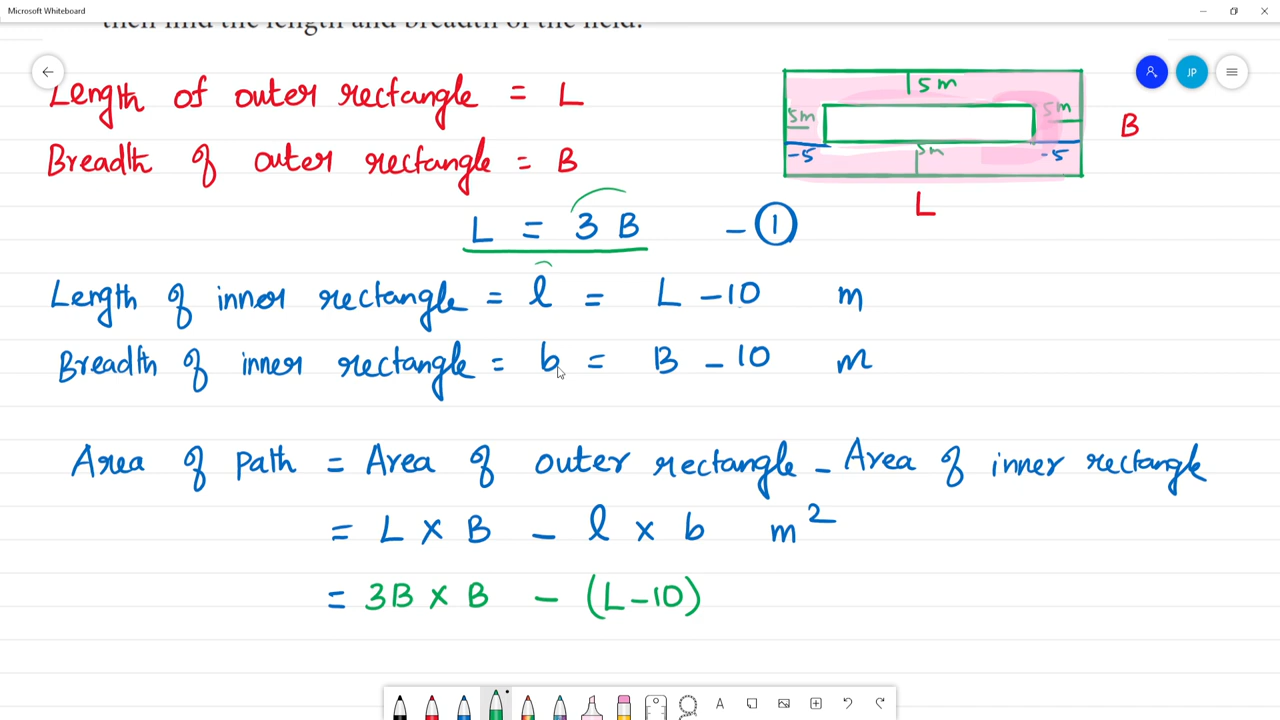 Microsoft Whiteboard
then find the length and breadth of the field.
JP
Length of outer rectangle = L
Breadth of outer rectangle = B
5 m
5m
5m
-5
5m
-5
B
L
L = 3 B - ①
Length of inner rectangle = l = L - 10 m
Breadth of inner rectangle = b = B - 10 m
Area of path = Area of outer rectangle - Area of inner rectangle
= L × B - l × b m²
= 3B × B - (L-10)
A